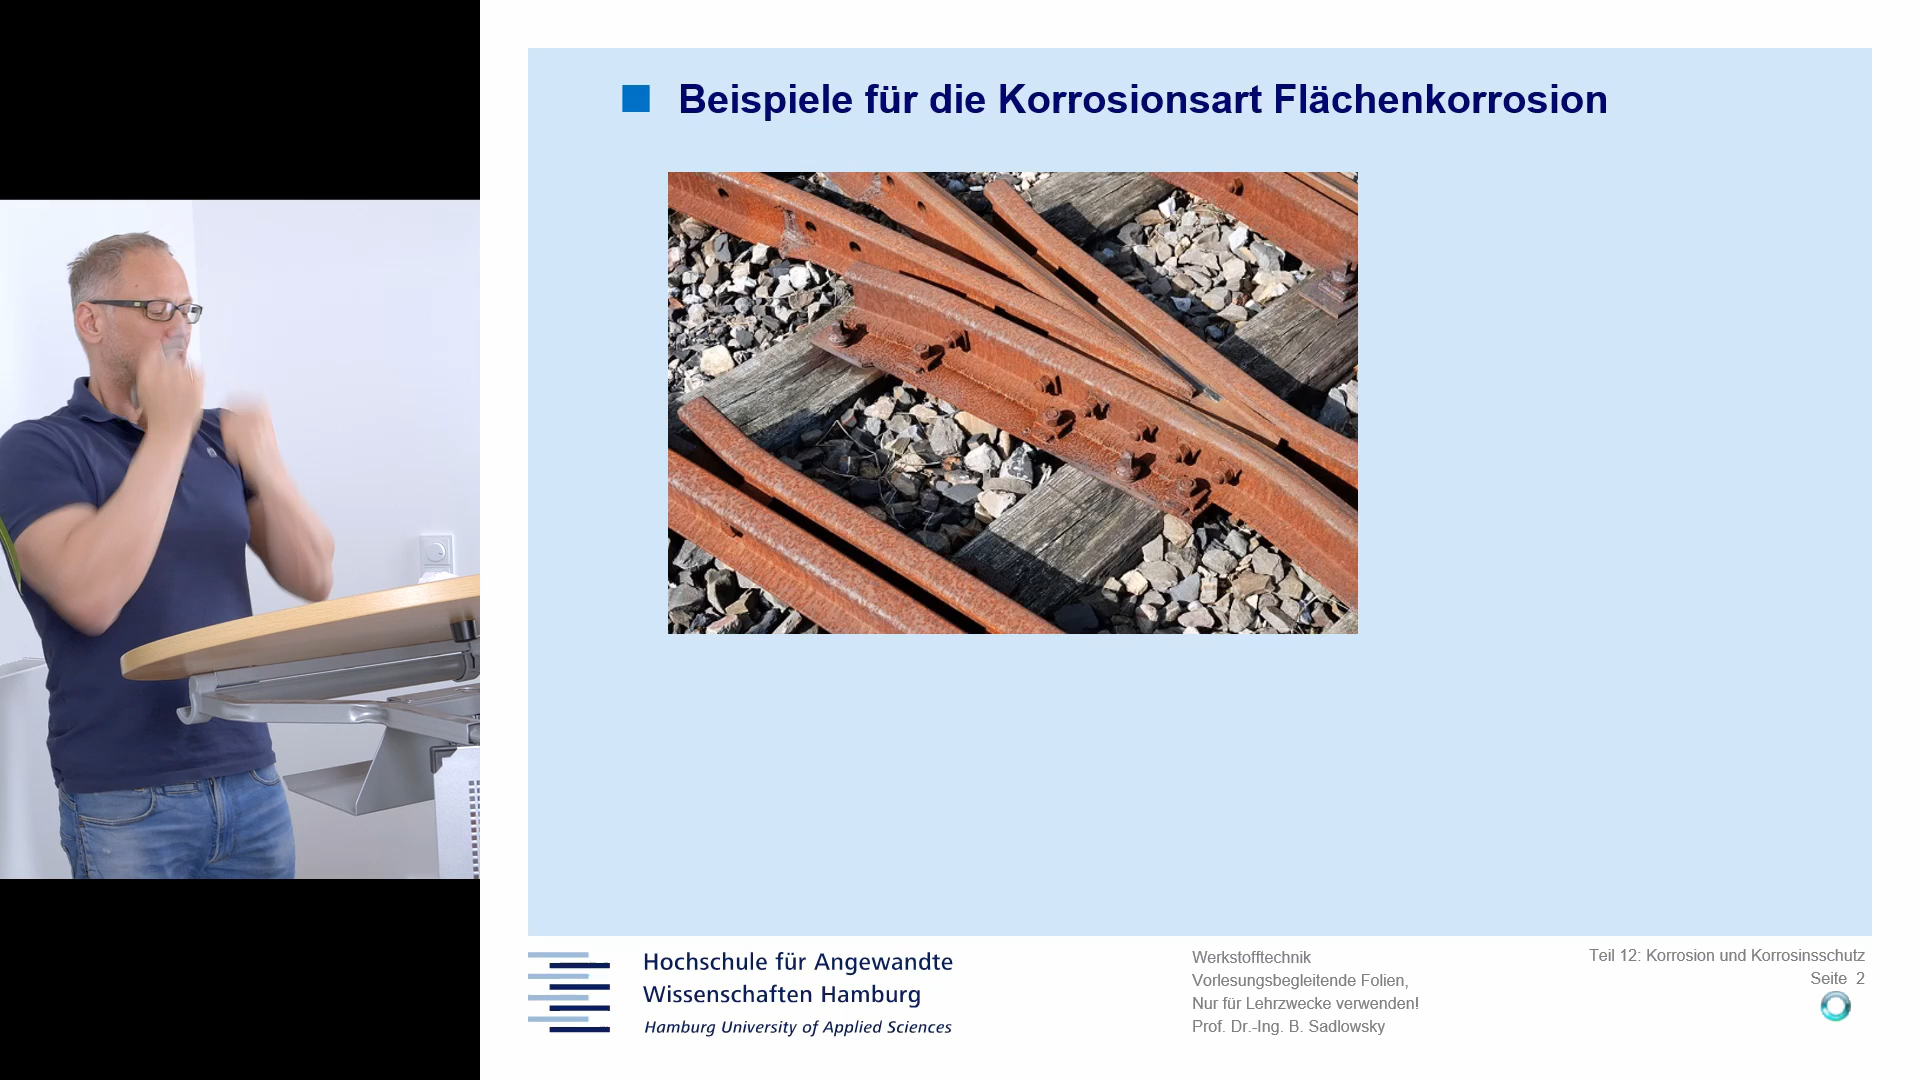 Beispiele für die Korrosionsart Flächenkorrosion
Hochschule für Angewandte
Wissenschaften Hamburg
Hamburg University of Applied Sciences
Werkstofftechnik
Vorlesungsbegleitende Folien,
Nur für Lehrzwecke verwenden!
Prof. Dr.-Ing. B. Sadlowsky
Teil 12: Korrosion und Korrosinsschutz
Seite 2